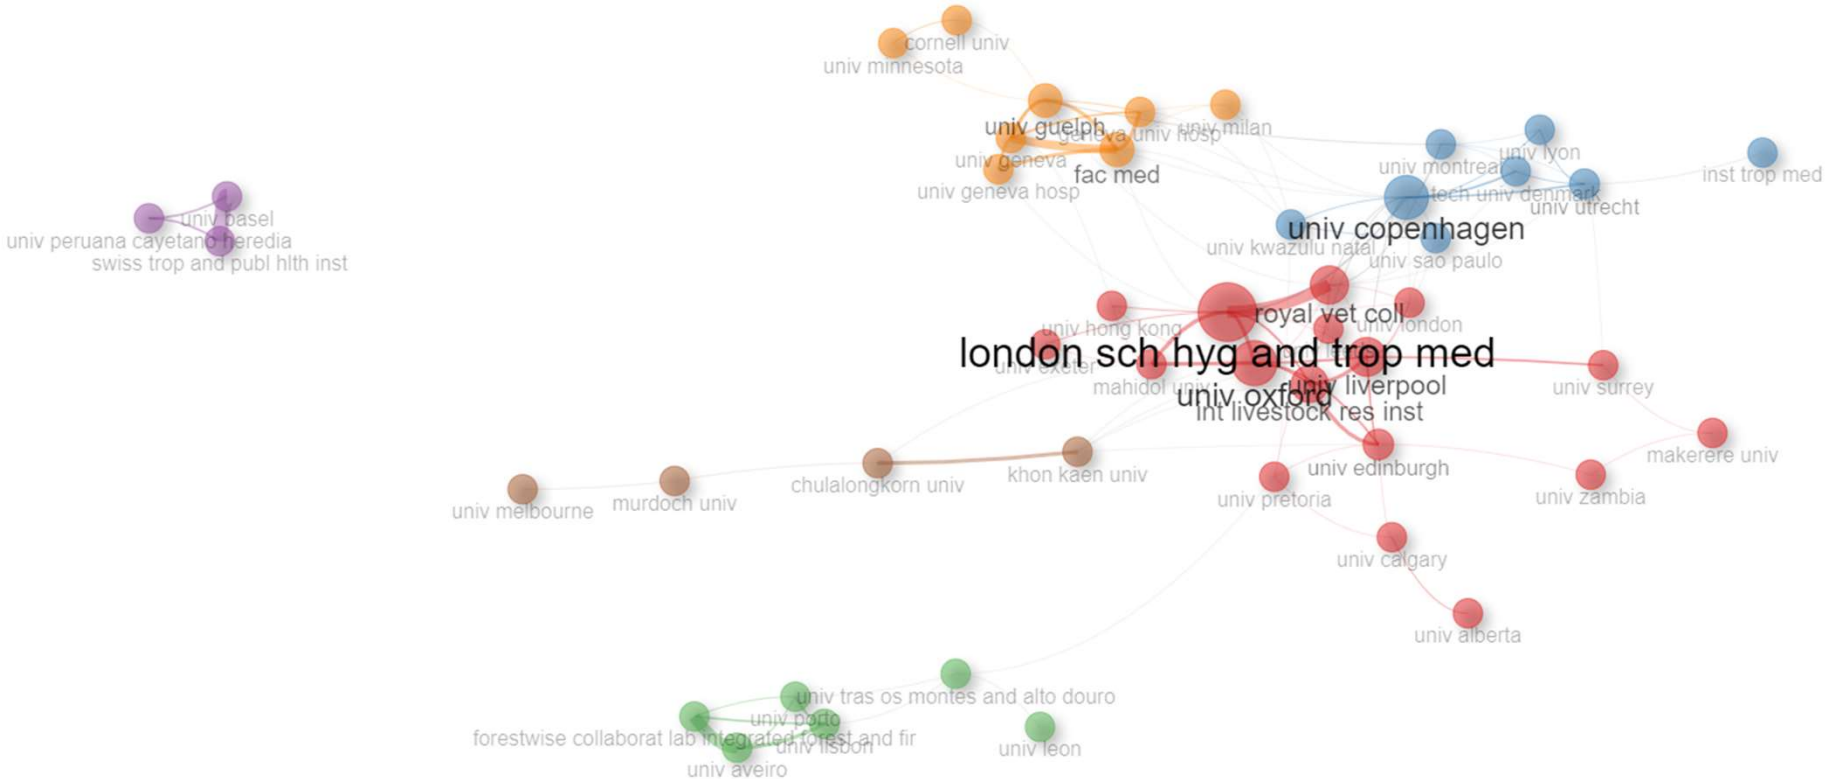 cornell univ
univ minnesota
univ guelph
geneva univ hosp
univ milan
univ geneva
fac med
univ geneva hosp
univ montreal
univ lyon
inst trop med
tech univ denmark
univ utrecht
univ copenhagen
univ kwazulu natal
univ sao paulo
univ basel
univ peruana cayetano heredia
swiss trop and publ hlth inst
royal vet coll
univ hong kong
univ london
london sch hyg and trop med
univ exeter
mahidol univ
univ liverpool
univ surrey
univ oxford
int livestock res inst
makerere univ
univ edinburgh
khon kaen univ
chulalongkorn univ
univ pretoria
univ zambia
murdoch univ
univ melbourne
univ calgary
univ alberta
univ tras os montes and alto douro
univ porto
forestwise collaborat lab integrated forest and fir
univ lisbon
univ leon
univ aveiro